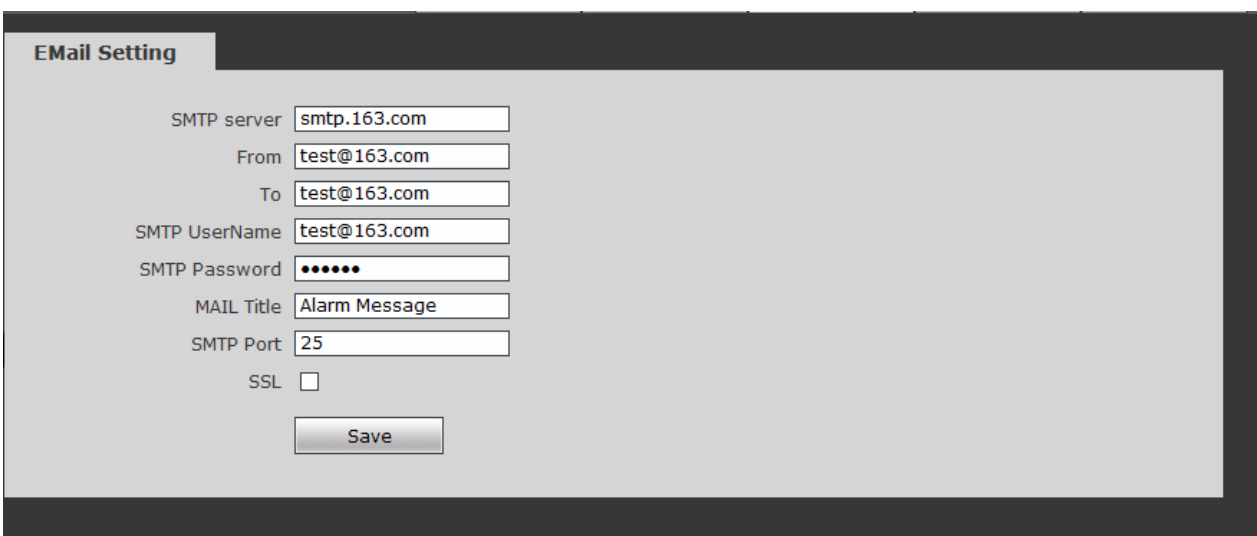 EMail Setting
SMTP server smtp.163.com
From test@163.com
To test@163.com
SMTP UserName test@163.com
SMTP Password ••••••
MAIL Title Alarm Message
SMTP Port 25
SSL
Save